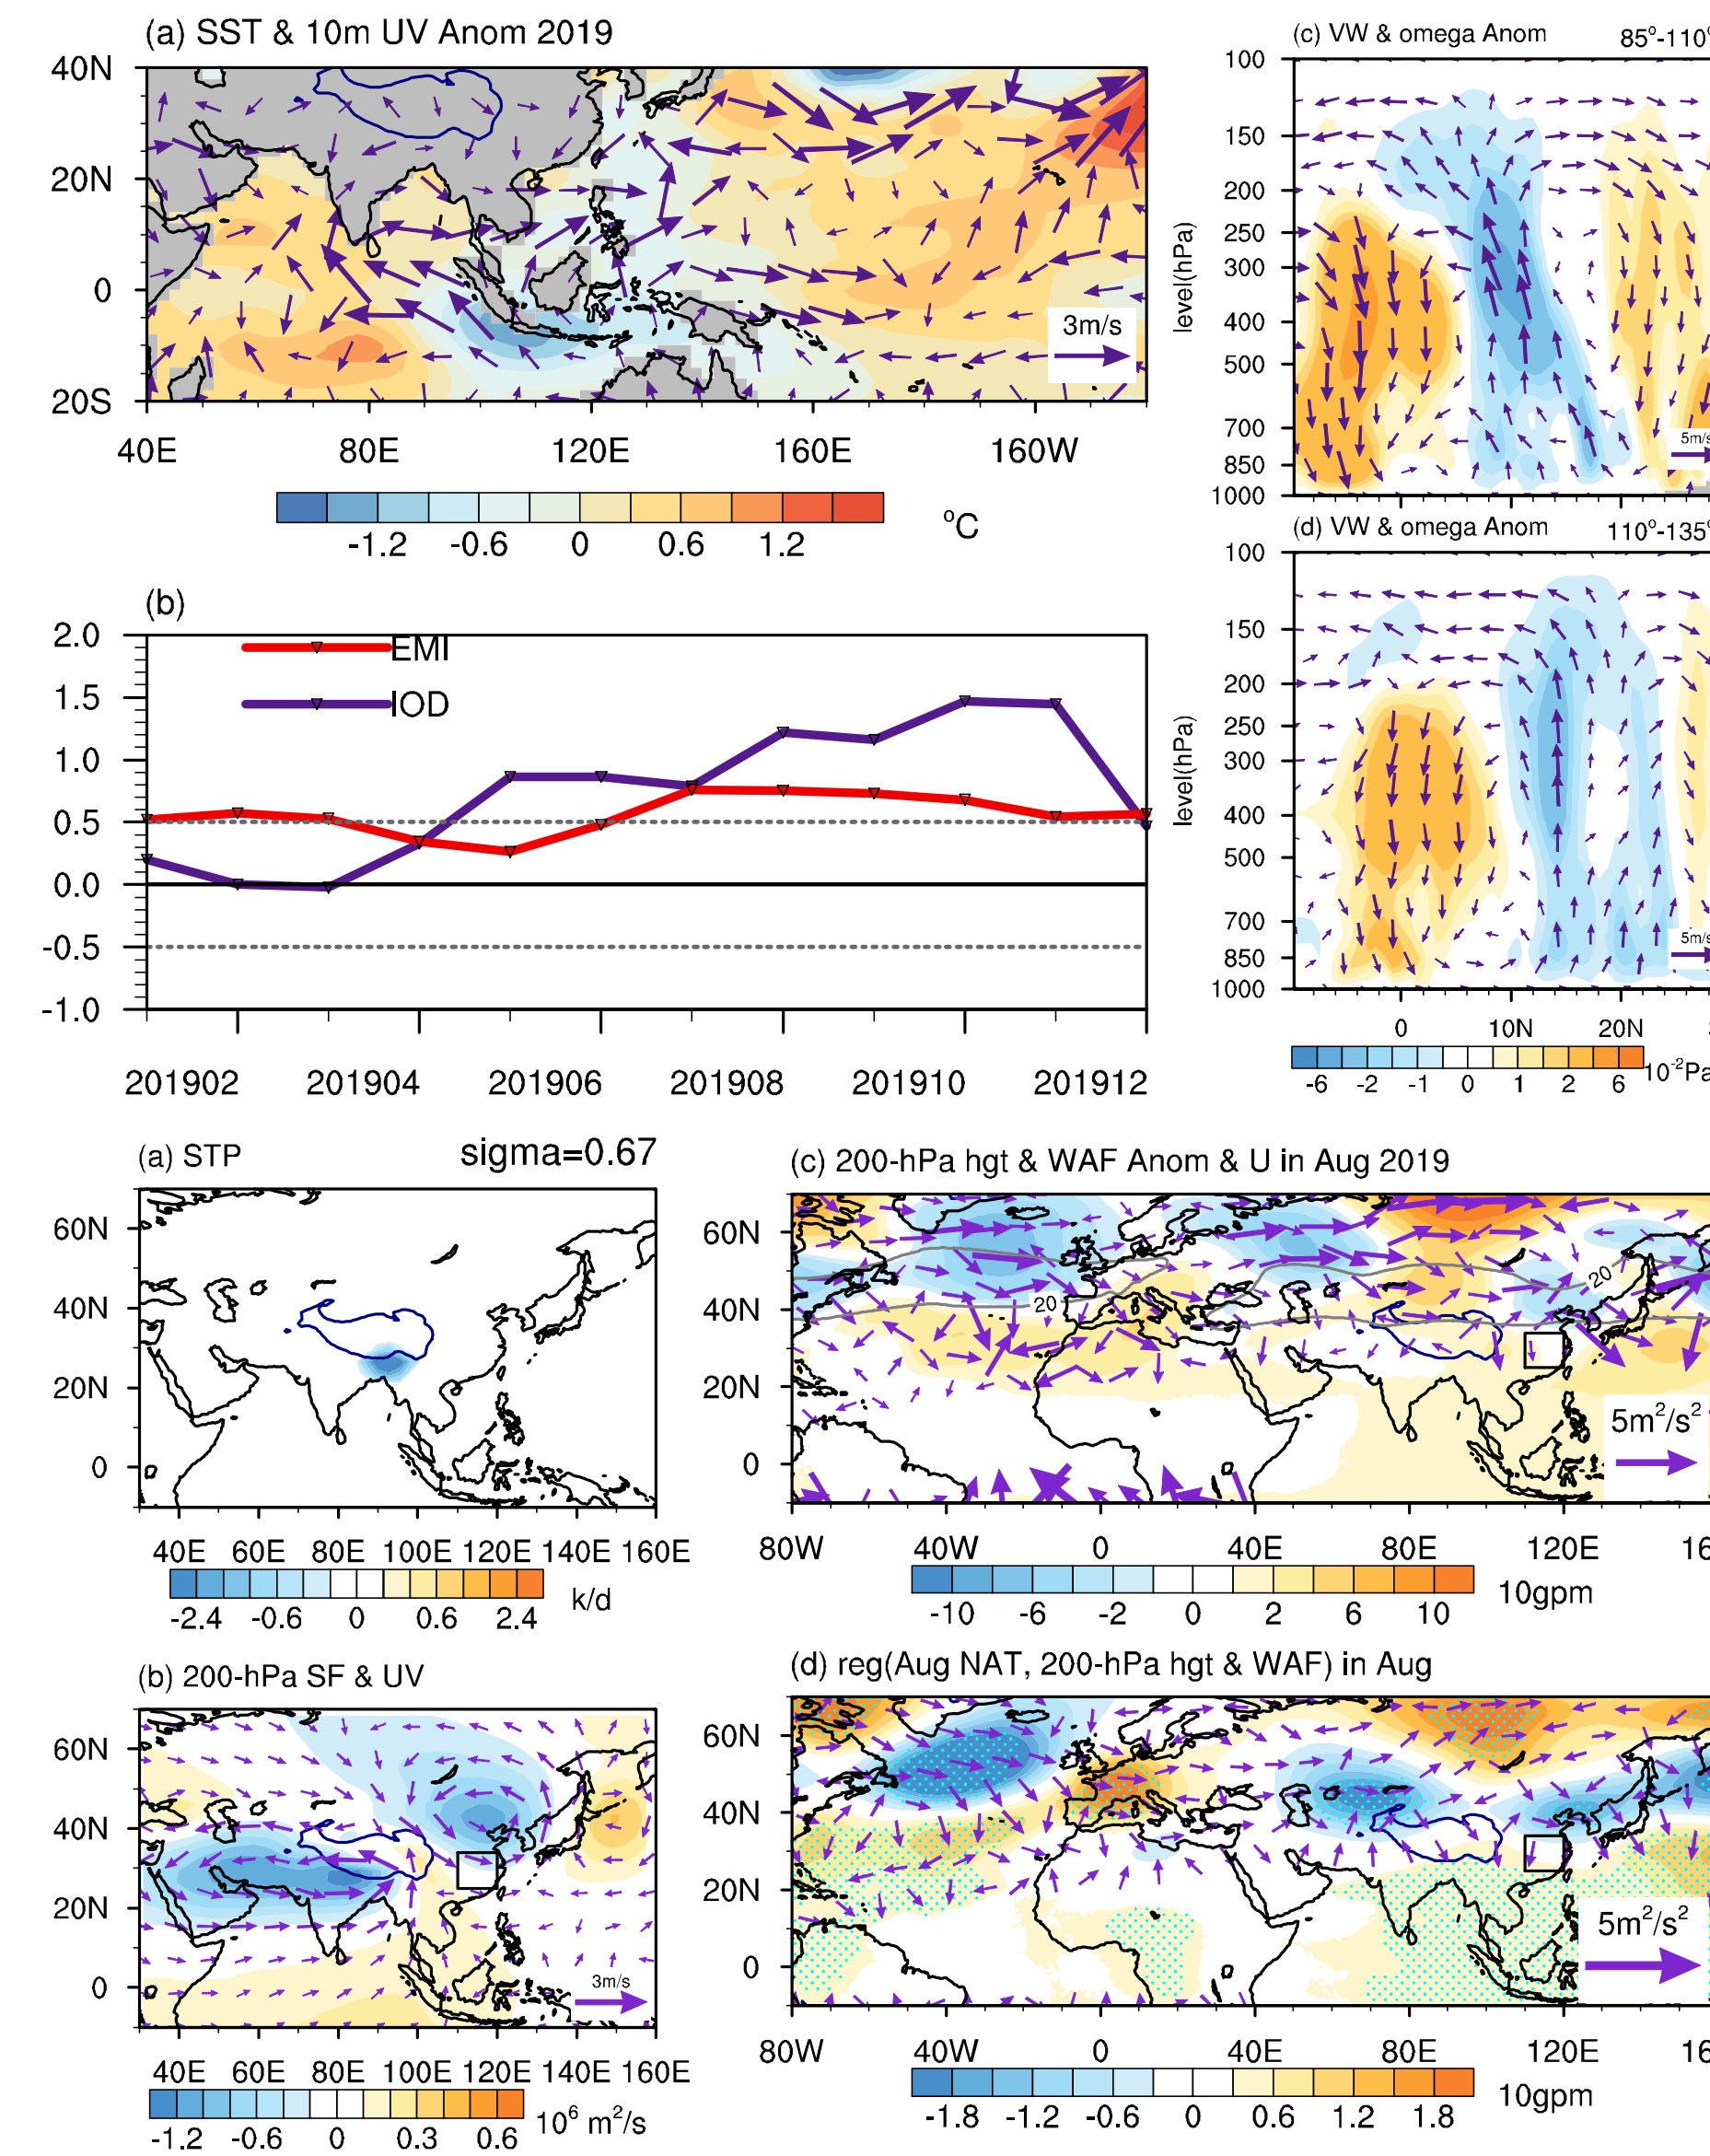 (a) SST & 10m UV Anom 2019
40N
20N
0
20S
3m/s
40E 80E 120E 160E 160W
-1.2 -0.6 0 0.6 1.2
°C
(b)
2.0
1.5
1.0
0.5
0.0
-0.5
-1.0
EMI
IOD
201902 201904 201906 201908 201910 201912
(c) VW & omega Anom 85°-110°
100
150
200
250
300
400
500
700
850
1000
level(hPa)
5m/s
(d) VW & omega Anom 110°-135°
100
150
200
250
300
400
500
700
850
1000
level(hPa)
5m/s
0 10N 20N
-6 -2 -1 0 1 2 6
10⁻²Pa
(a) STP sigma=0.67
60N
40N
20N
0
40E 60E 80E 100E 120E 140E 160E
-2.4 -0.6 0 0.6 2.4
k/d
(b) 200-hPa SF & UV
60N
40N
20N
0
3m/s
40E 60E 80E 100E 120E 140E 160E
-1.2 -0.6 0 0.3 0.6
10⁶ m²/s
(c) 200-hPa hgt & WAF Anom & U in Aug 2019
60N
40N
20N
0
20
20
5m²/s²
80W 40W 0 40E 80E 120E 16
-10 -6 -2 0 2 6 10
10gpm
(d) reg(Aug NAT, 200-hPa hgt & WAF) in Aug
60N
40N
20N
0
5m²/s²
80W 40W 0 40E 80E 120E 16
-1.8 -1.2 -0.6 0 0.6 1.2 1.8
10gpm